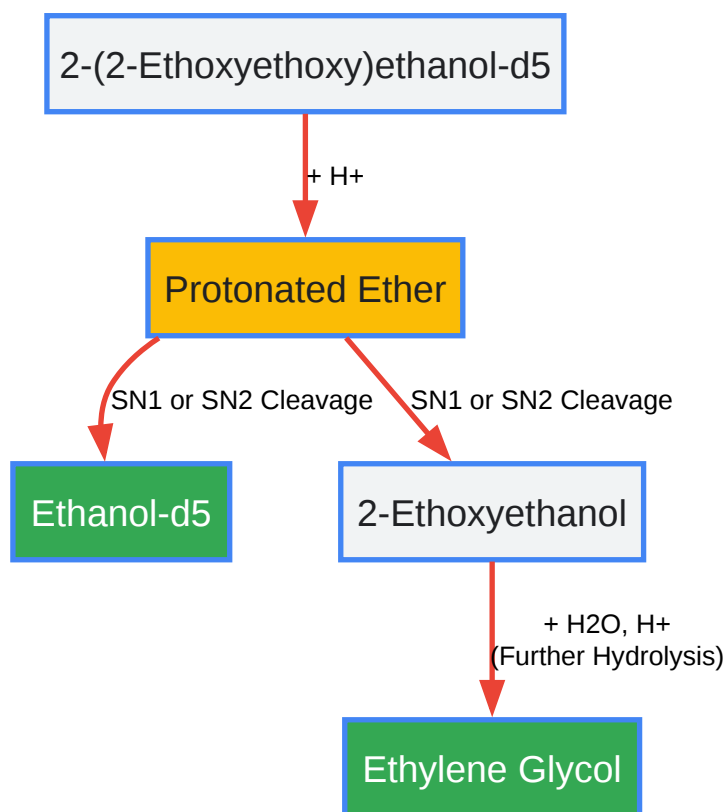 2-(2-Ethoxyethoxy)ethanol-d5
+ H+
Protonated Ether
SN1 or SN2 Cleavage
SN1 or SN2 Cleavage
Ethanol-d5
2-Ethoxyethanol
+ H2O, H+
(Further Hydrolysis)
Ethylene Glycol